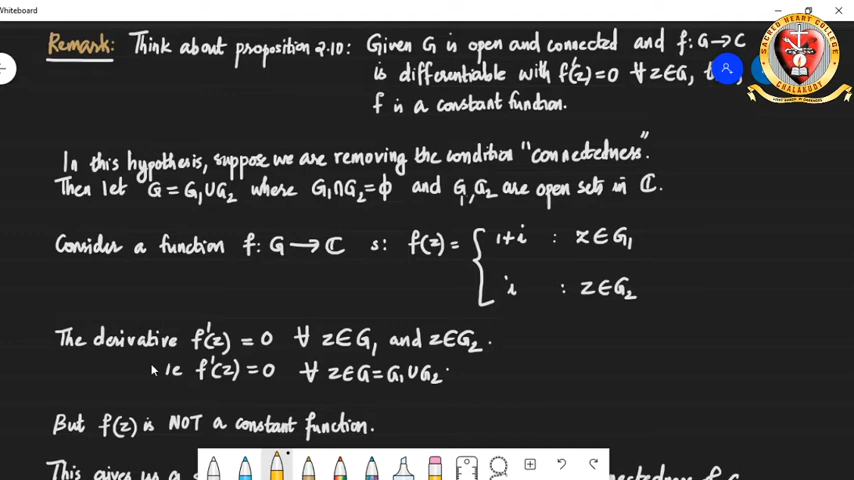 Whiteboard
Remark: Think about proposition 2.10: Given G is open and connected and f: G→C
is differentiable with f'(z)=0 ∀ z∈G,
f is a constant function.
In this hypothesis, suppose we are removing the condition "connectedness".
Then let G = G₁∪G₂ where G₁∩G₂=ϕ and G₁,G₂ are open sets in ℂ.
Consider a function f: G⟶ℂ s: f(z)= { 1+i : z∈G₁
i : z∈G₂
The derivative f'(z) = 0 ∀ z∈G₁ and z∈G₂.
ie f'(z)=0 ∀ z∈G=G₁∪G₂.
But f(z) is NOT a constant function.
This gives us a
SACRED HEART COLLEGE
CHALAKUDY